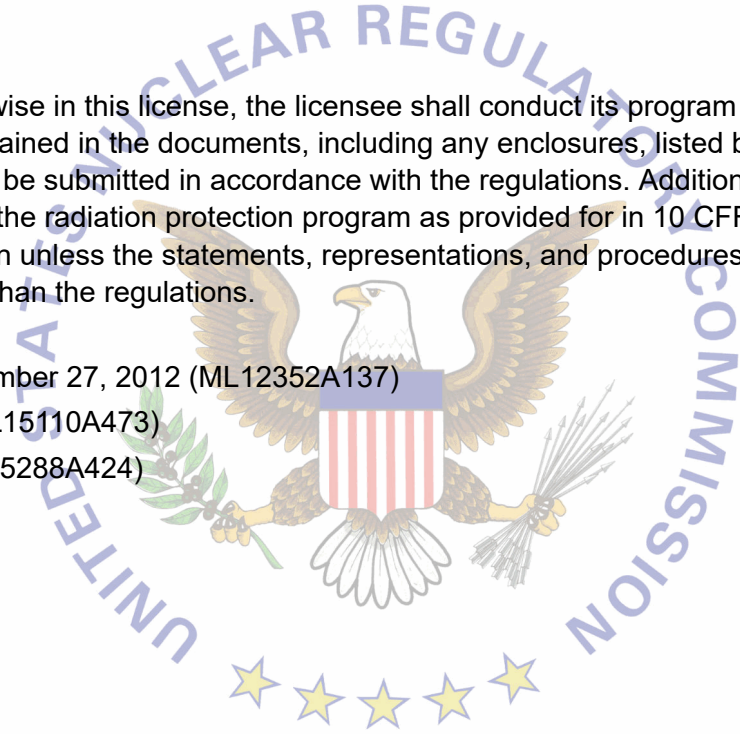 UNITED STATES NUCLEAR REGULATORY COMMISSION
wise in this license, the licensee shall conduct its program
ained in the documents, including any enclosures, listed b
be submitted in accordance with the regulations. Addition
the radiation protection program as provided for in 10 CFR
n unless the statements, representations, and procedures
han the regulations.
mber 27, 2012 (ML12352A137)
L15110A473)
5288A424)